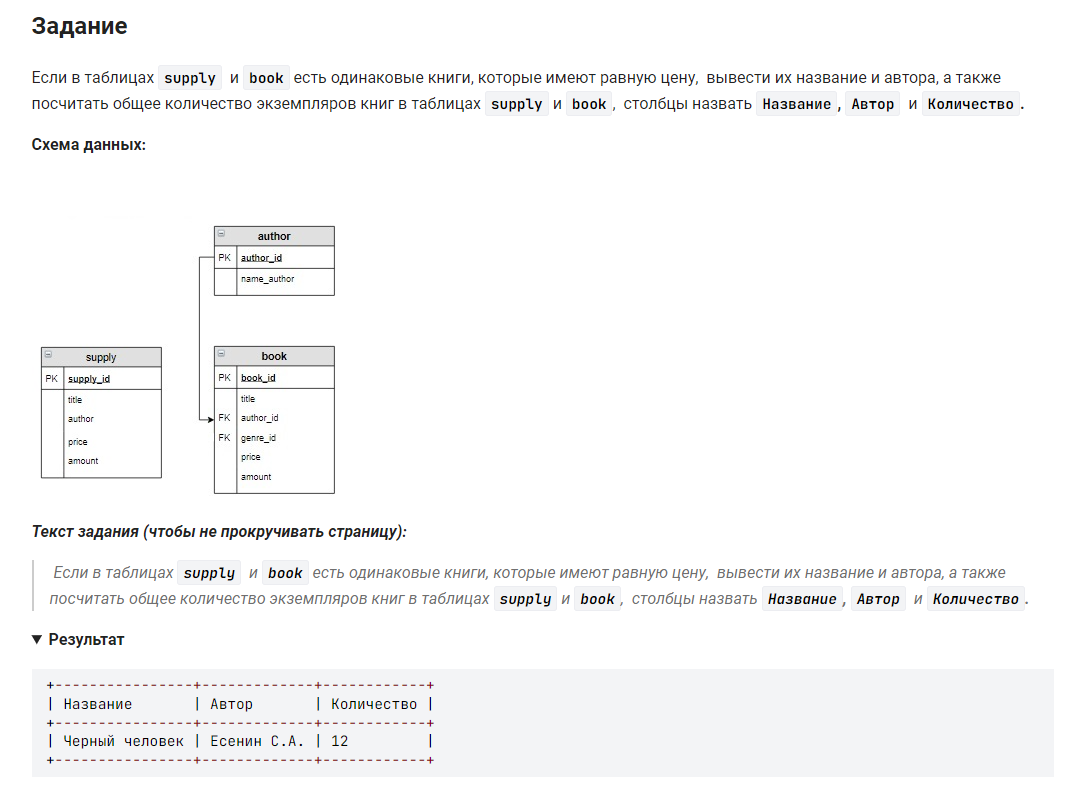 Задание
Если в таблицах supply и book есть одинаковые книги, которые имеют равную цену, вывести их название и автора, а также
посчитать общее количество экземпляров книг в таблицах supply и book, столбцы назвать Название, Автор и Количество.
Схема данных:
author
PK author_id
name_author
supply
PK supply_id
title
author
price
amount
book
PK book_id
title
FK author_id
FK genre_id
price
amount
Текст задания (чтобы не прокручивать страницу):
Если в таблицах supply и book есть одинаковые книги, которые имеют равную цену, вывести их название и автора, а также
посчитать общее количество экземпляров книг в таблицах supply и book, столбцы назвать Название, Автор и Количество.
▼ Результат
+----------------+-------------+------------+
| Название       | Автор       | Количество |
+----------------+-------------+------------+
| Черный человек | Есенин С.А. | 12         |
+----------------+-------------+------------+